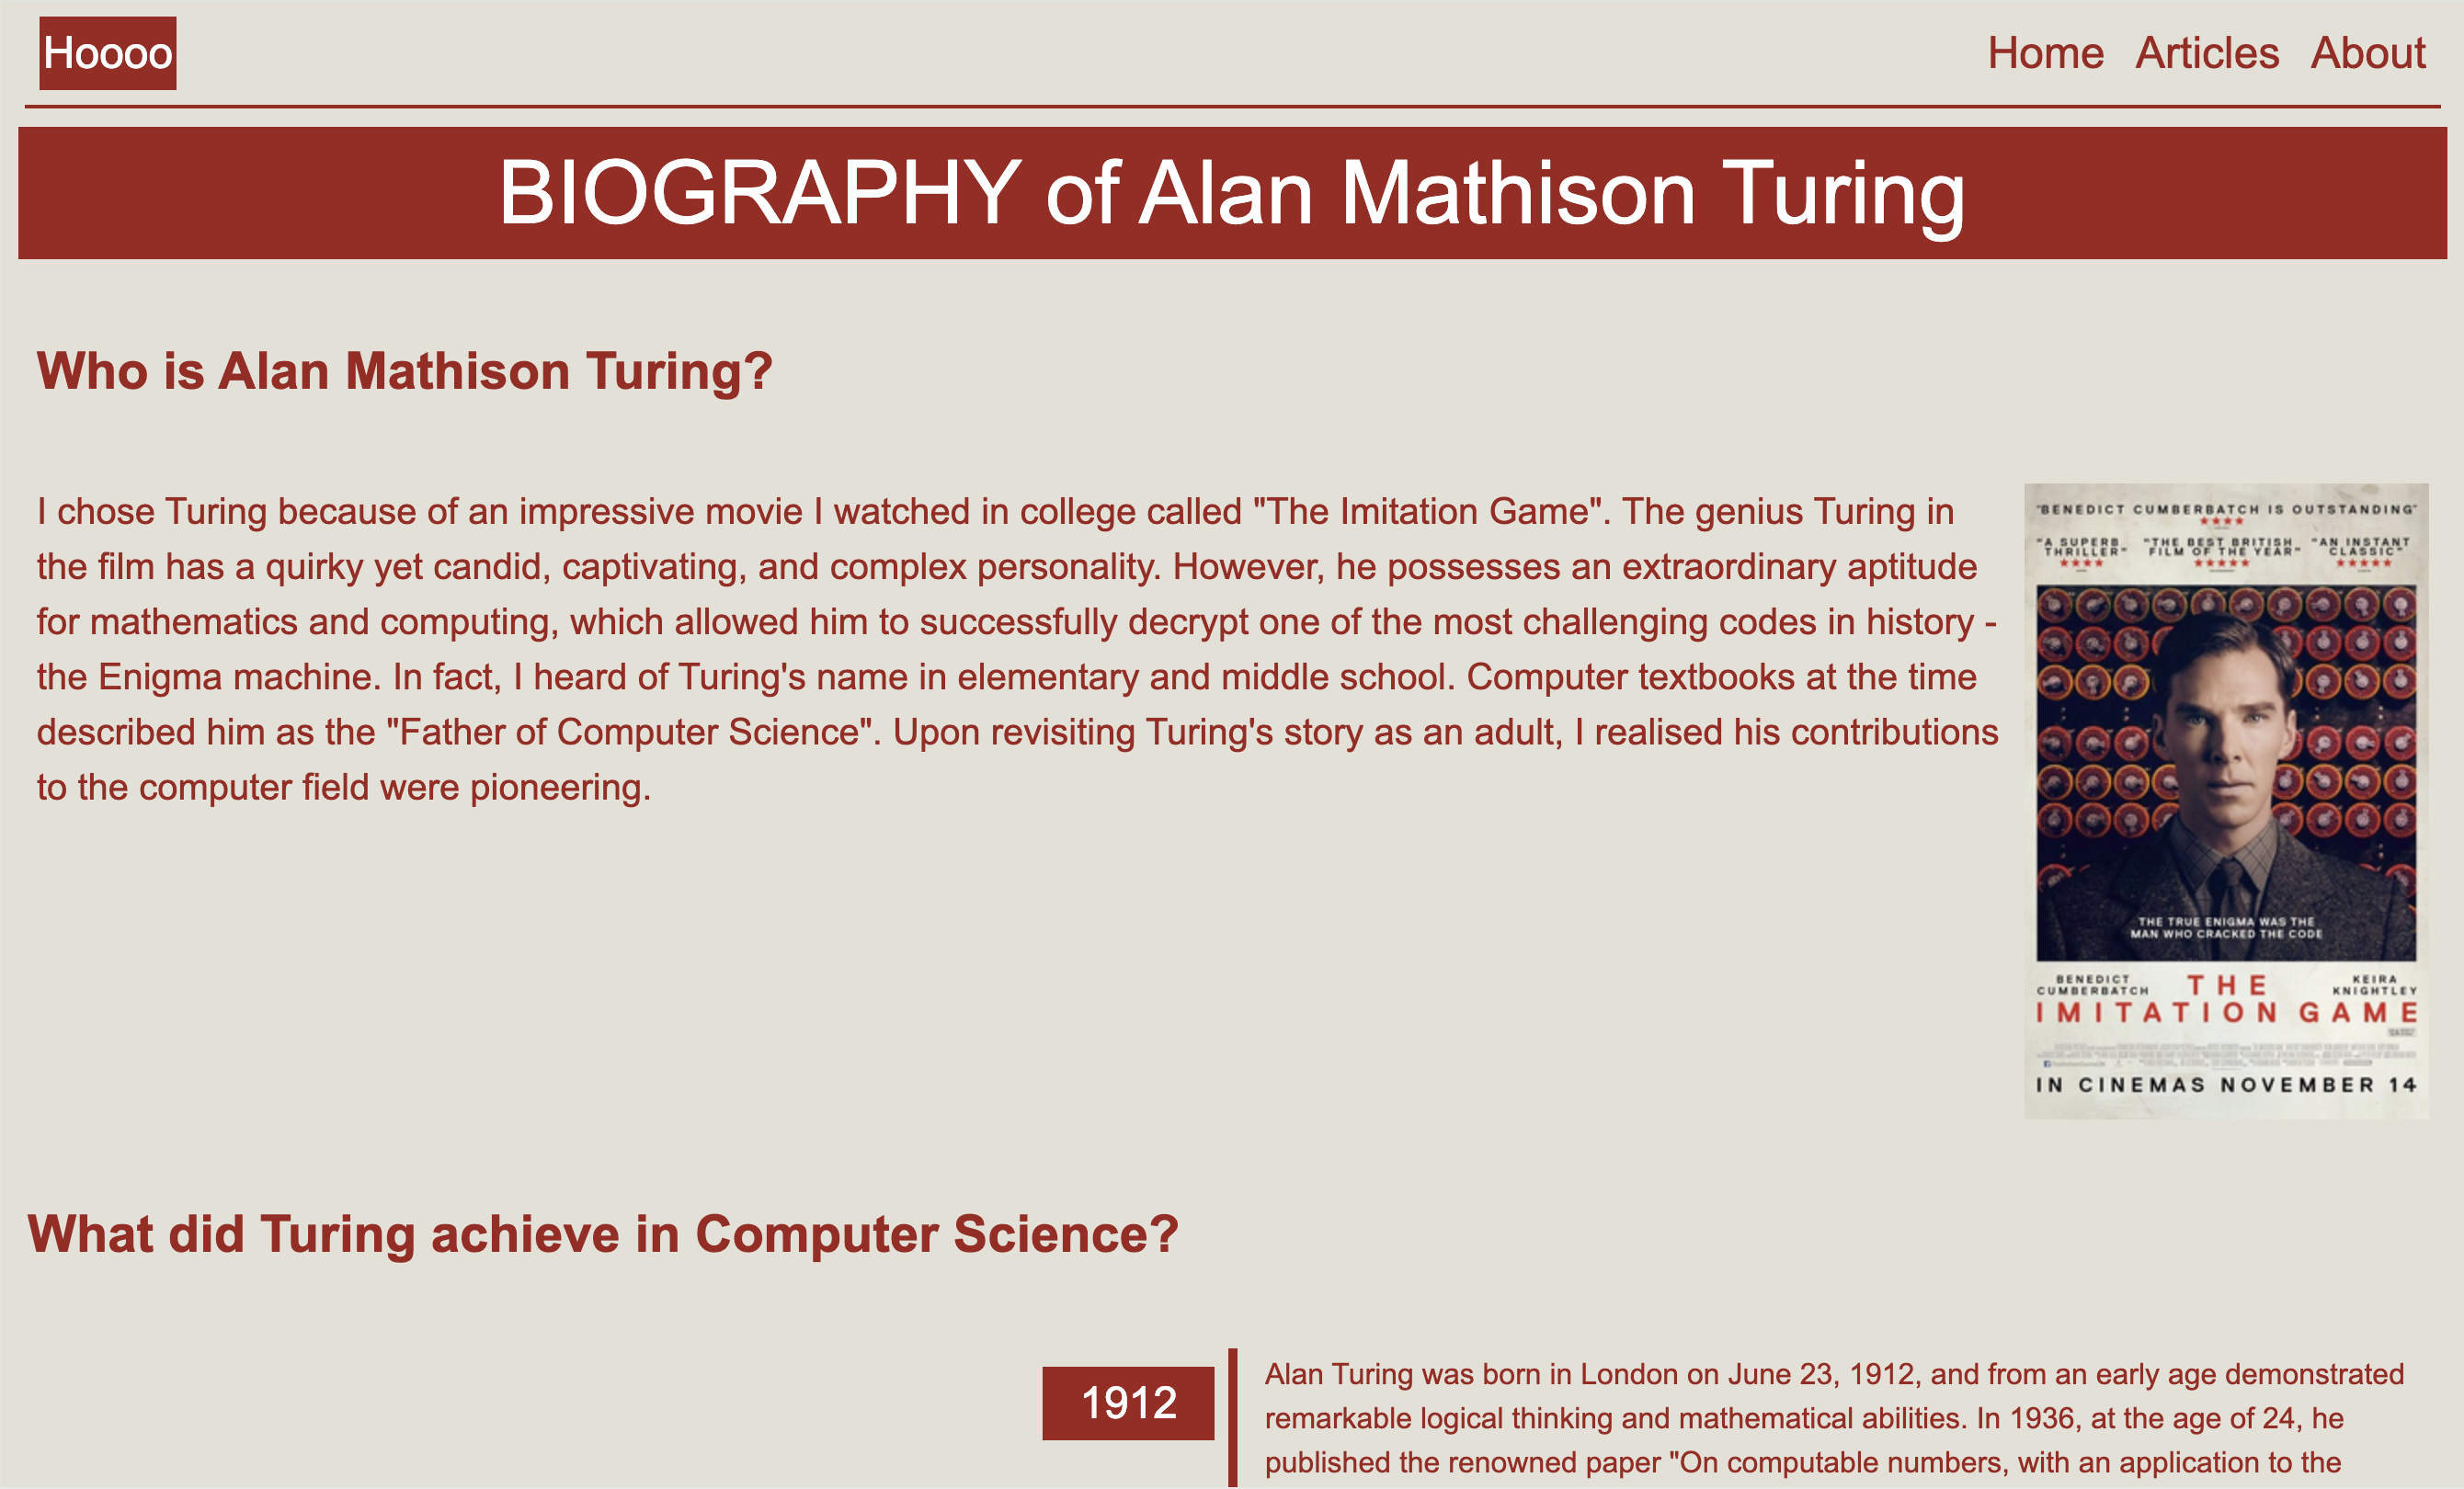 Hoooo
Home Articles About
BIOGRAPHY of Alan Mathison Turing
Who is Alan Mathison Turing?
I chose Turing because of an impressive movie I watched in college called "The Imitation Game". The genius Turing in
the film has a quirky yet candid, captivating, and complex personality. However, he possesses an extraordinary aptitude
for mathematics and computing, which allowed him to successfully decrypt one of the most challenging codes in history -
the Enigma machine. In fact, I heard of Turing's name in elementary and middle school. Computer textbooks at the time
described him as the "Father of Computer Science". Upon revisiting Turing's story as an adult, I realised his contributions
to the computer field were pioneering.
"BENEDICT CUMBERBATCH IS OUTSTANDING"
"A SUPERB THRILLER"
"THE BEST BRITISH FILM OF THE YEAR"
"AN INSTANT CLASSIC"
THE TRUE ENIGMA WAS THE
MAN WHO CRACKED THE CODE
BENEDICT CUMBERBATCH
KEIRA KNIGHTLEY
THE
IMITATION GAME
IN CINEMAS NOVEMBER 14
What did Turing achieve in Computer Science?
1912
Alan Turing was born in London on June 23, 1912, and from an early age demonstrated
remarkable logical thinking and mathematical abilities. In 1936, at the age of 24, he
published the renowned paper "On computable numbers, with an application to the